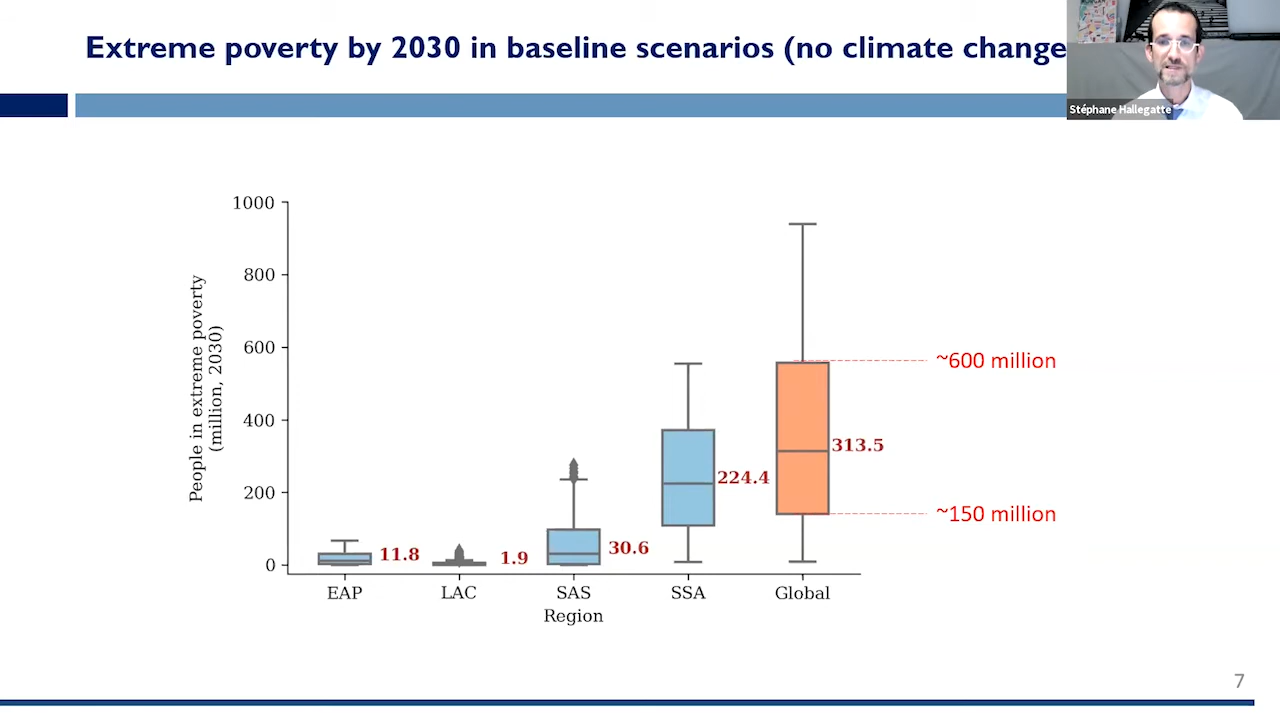 Extreme poverty by 2030 in baseline scenarios (no climate change
Stéphane Hallegatte
1000
800
600
400
200
0
People in extreme poverty
(million, 2030)
~600 million
313.5
224.4
~150 million
30.6
11.8
1.9
EAP
LAC
SAS
SSA
Global
Region
7